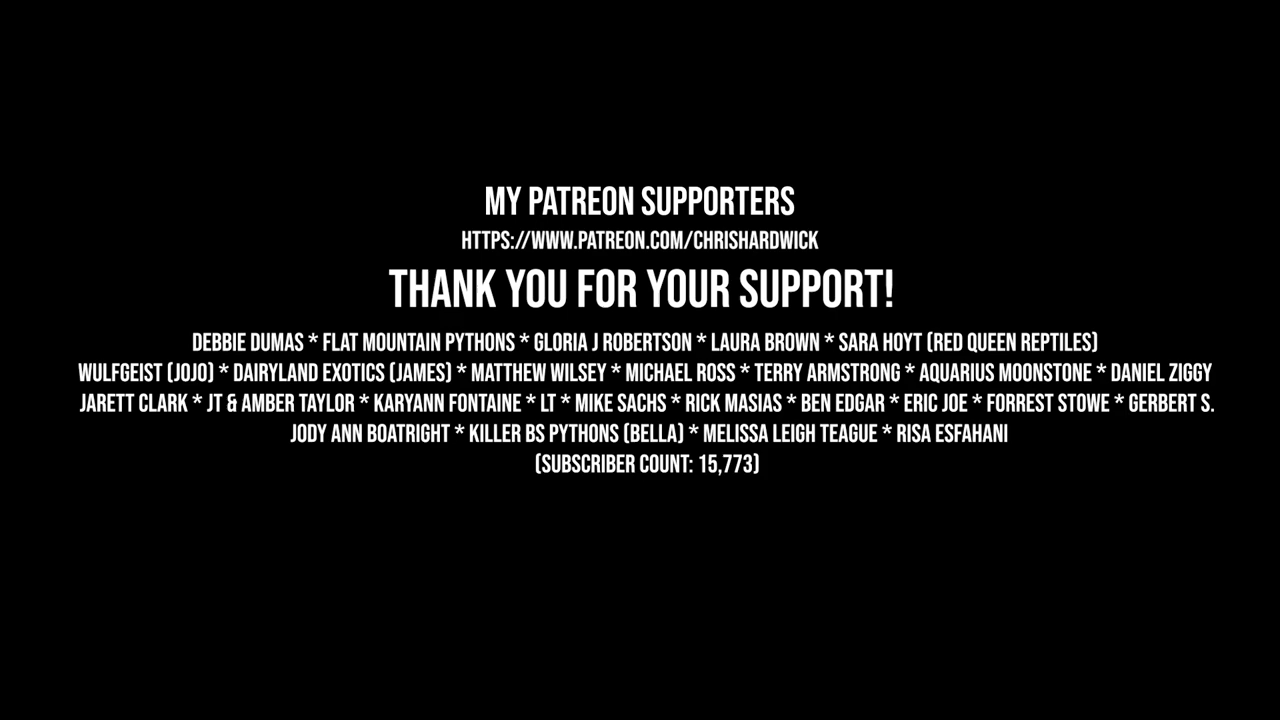 MY PATREON SUPPORTERS
HTTPS://WWW.PATREON.COM/CHRISHARDWICK
THANK YOU FOR YOUR SUPPORT!
DEBBIE DUMAS * FLAT MOUNTAIN PYTHONS * GLORIA J ROBERTSON * LAURA BROWN * SARA HOYT (RED QUEEN REPTILES)
WULFGEIST (JOJO) * DAIRYLAND EXOTICS (JAMES) * MATTHEW WILSEY * MICHAEL ROSS * TERRY ARMSTRONG * AQUARIUS MOONSTONE * DANIEL ZIGGY
JARETT CLARK * JT & AMBER TAYLOR * KARYANN FONTAINE * LT * MIKE SACHS * RICK MASIAS * BEN EDGAR * ERIC JOE * FORREST STOWE * GERBERT S.
JODY ANN BOATRIGHT * KILLER BS PYTHONS (BELLA) * MELISSA LEIGH TEAGUE * RISA ESFAHANI
(SUBSCRIBER COUNT: 15,773)